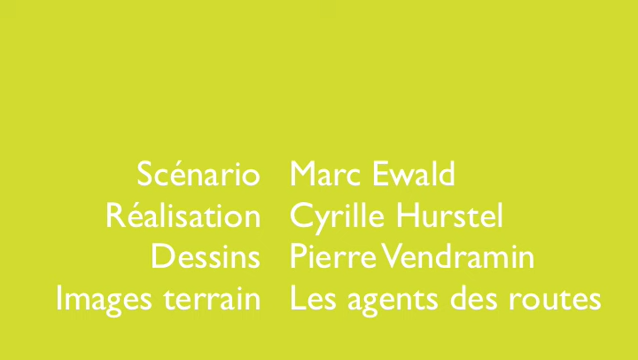 Scénario Marc Ewald
Réalisation Cyrille Hurstel
Dessins Pierre Vendramin
Images terrain Les agents des routes